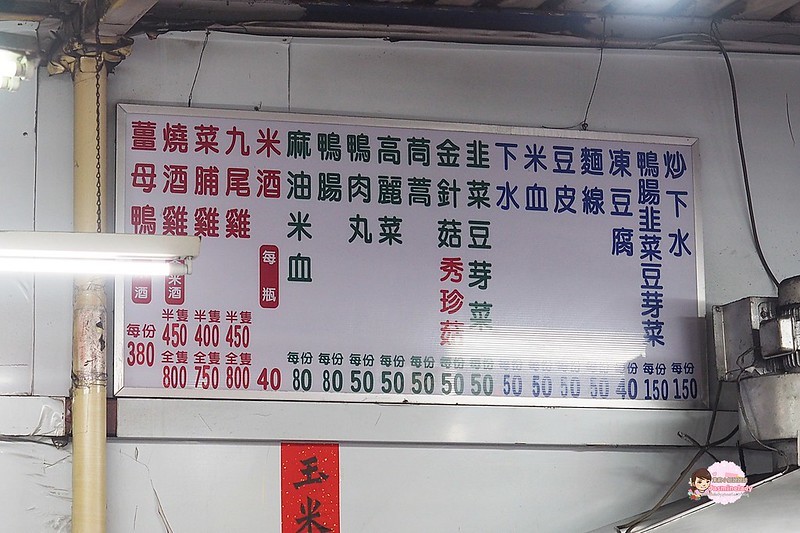 薑母鴨 酒 每份 380
燒酒雞 米酒 半隻 450 全隻 800
菜脯雞 半隻 400 全隻 750
九尾雞 半隻 450 全隻 800
米酒 每瓶 40
麻油米血 每份 80
鴨腸 每份 80
鴨肉丸 每份 50
高麗菜 每份 50
茼蒿 每份 50
金針菇秀珍菇 每份 50
韭菜豆芽菜 每份 50
下水 50
米血 50
豆皮 50
麵線 50
凍豆腐 份 40
鴨腸韭菜豆芽菜 每份 150
炒下水 每份 150
玉米